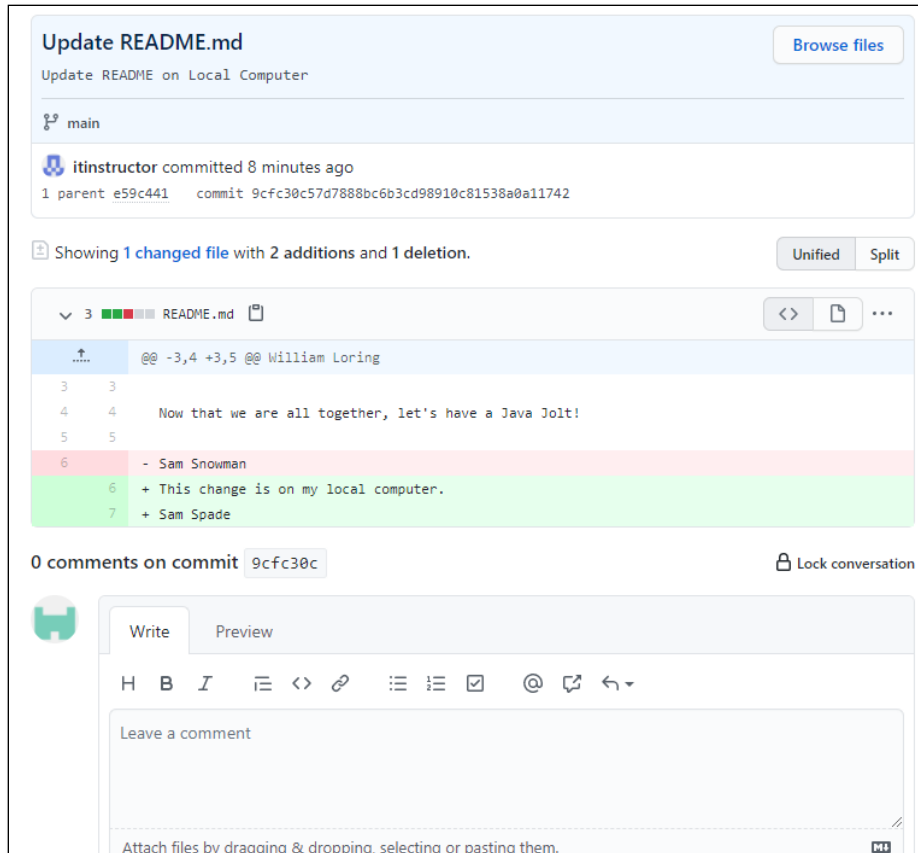 Update README.md
Browse files
Update README on Local Computer
main
itinstructor committed 8 minutes ago
1 parent e59c441 commit 9cfc30c57d7888bc6b3cd98910c81538a0a11742
Showing 1 changed file with 2 additions and 1 deletion.
Unified Split
3 README.md
@@ -3,4 +3,5 @@ William Loring
3 3
4 4 Now that we are all together, let's have a Java Jolt!
5 5
6 - Sam Snowman
6 + This change is on my local computer.
7 + Sam Spade
0 comments on commit 9cfc30c
Lock conversation
Write Preview
Leave a comment
Attach files by dragging & dropping, selecting or pasting them.